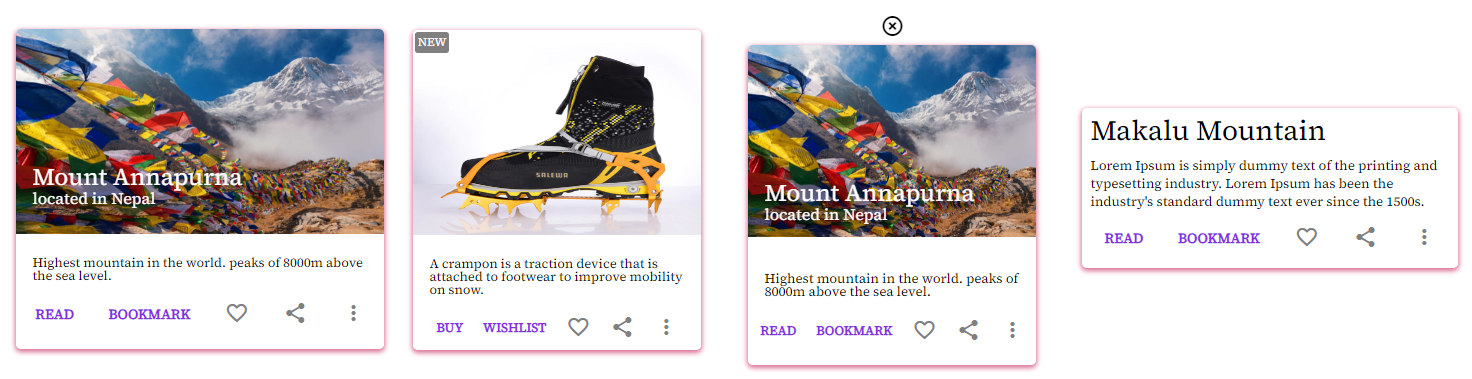 Mount Annapurna
located in Nepal
Highest mountain in the world. peaks of 8000m above
the sea level.
READ BOOKMARK
NEW
SALEWA
A crampon is a traction device that is
attached to footwear to improve mobility
on snow.
BUY WISHLIST
Mount Annapurna
located in Nepal
Highest mountain in the world. peaks of
8000m above the sea level.
READ BOOKMARK
Makalu Mountain
Lorem Ipsum is simply dummy text of the printing and
typesetting industry. Lorem Ipsum has been the
industry's standard dummy text ever since the 1500s.
READ BOOKMARK